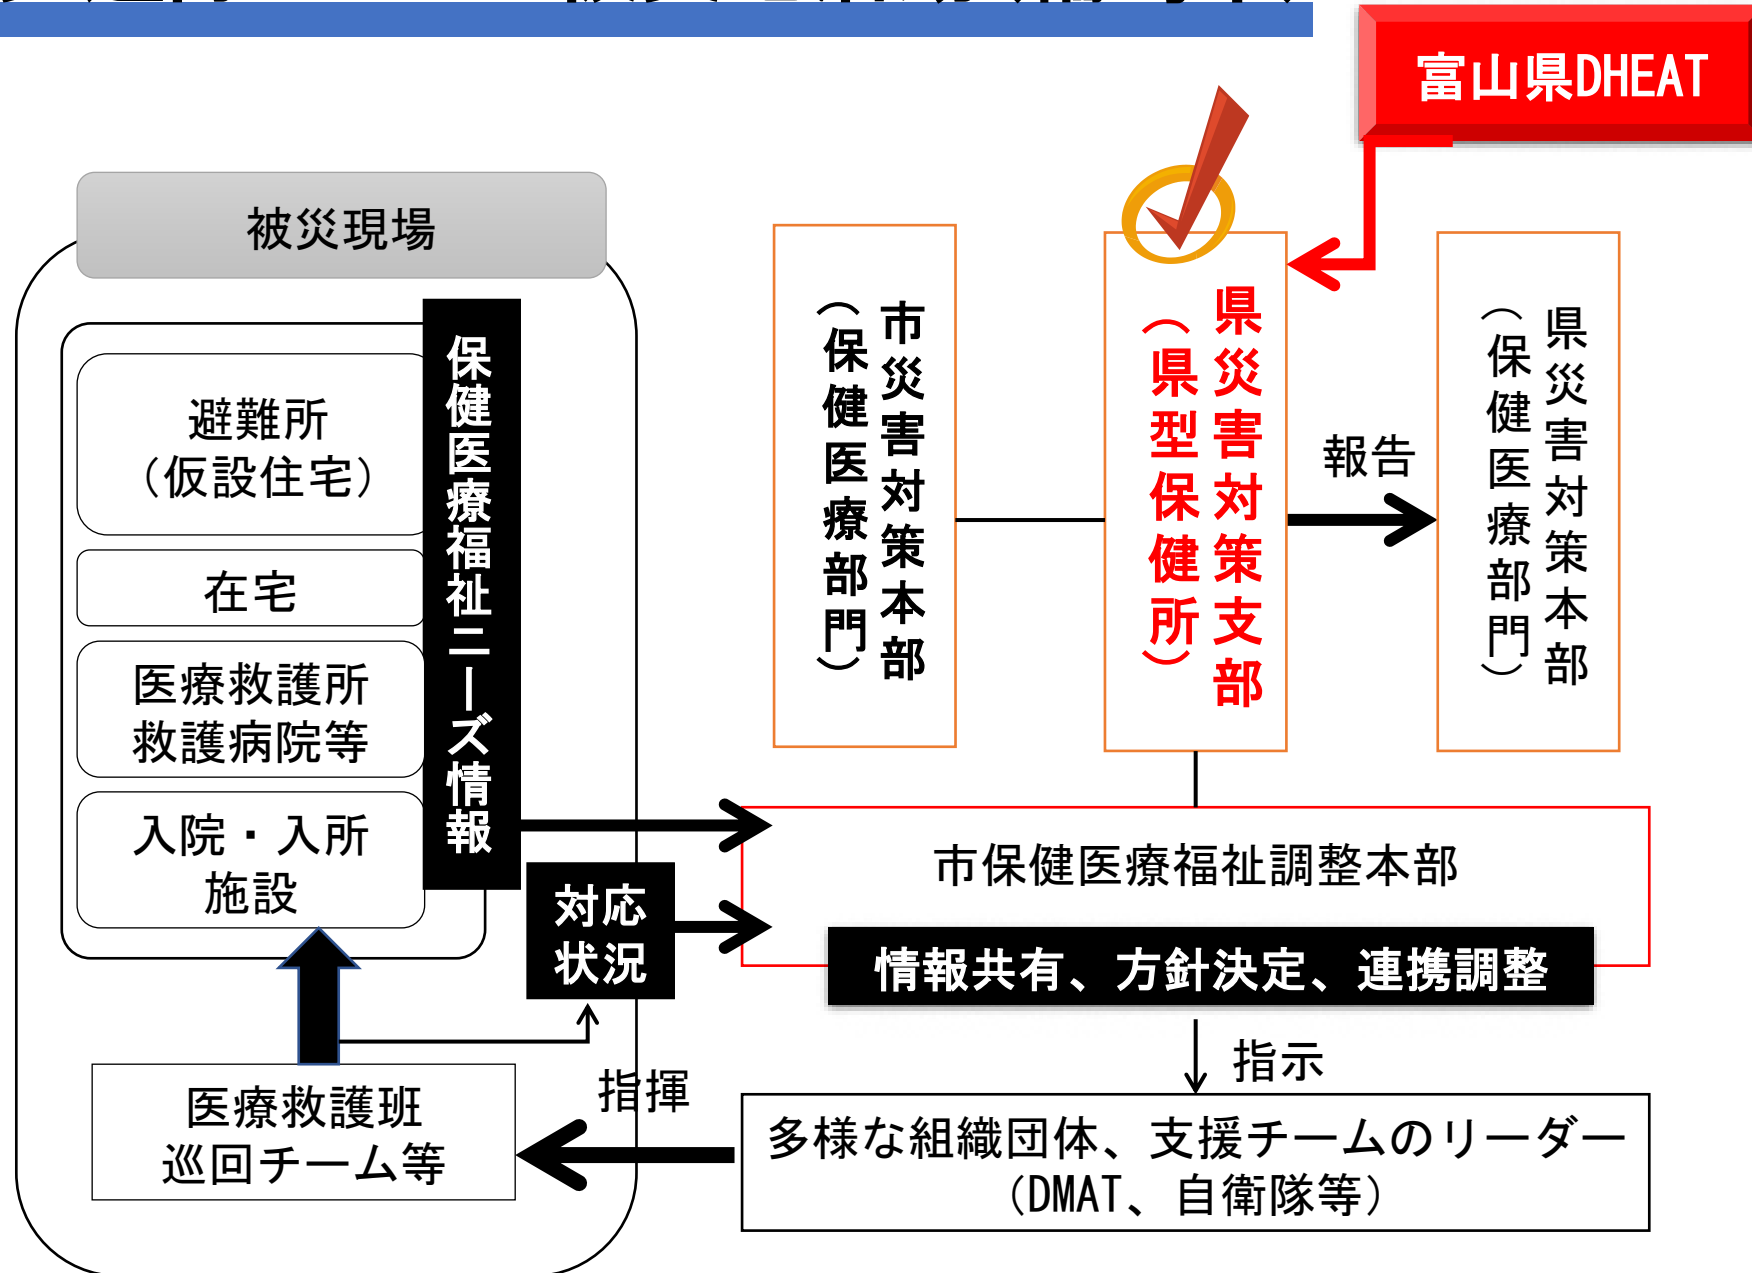 富山県DHEAT
被災現場
保健医療福祉ニーズ情報
避難所
（仮設住宅）
在宅
医療救護所
救護病院等
入院・入所
施設
対応
状況
医療救護班
巡回チーム等
市災害対策本部
（保健医療部門）
県災害対策支部
（県型保健所）
報告
県災害対策本部
（保健医療部門）
市保健医療福祉調整本部
情報共有、方針決定、連携調整
指示
指揮
多様な組織団体、支援チームのリーダー
（DMAT、自衛隊等）